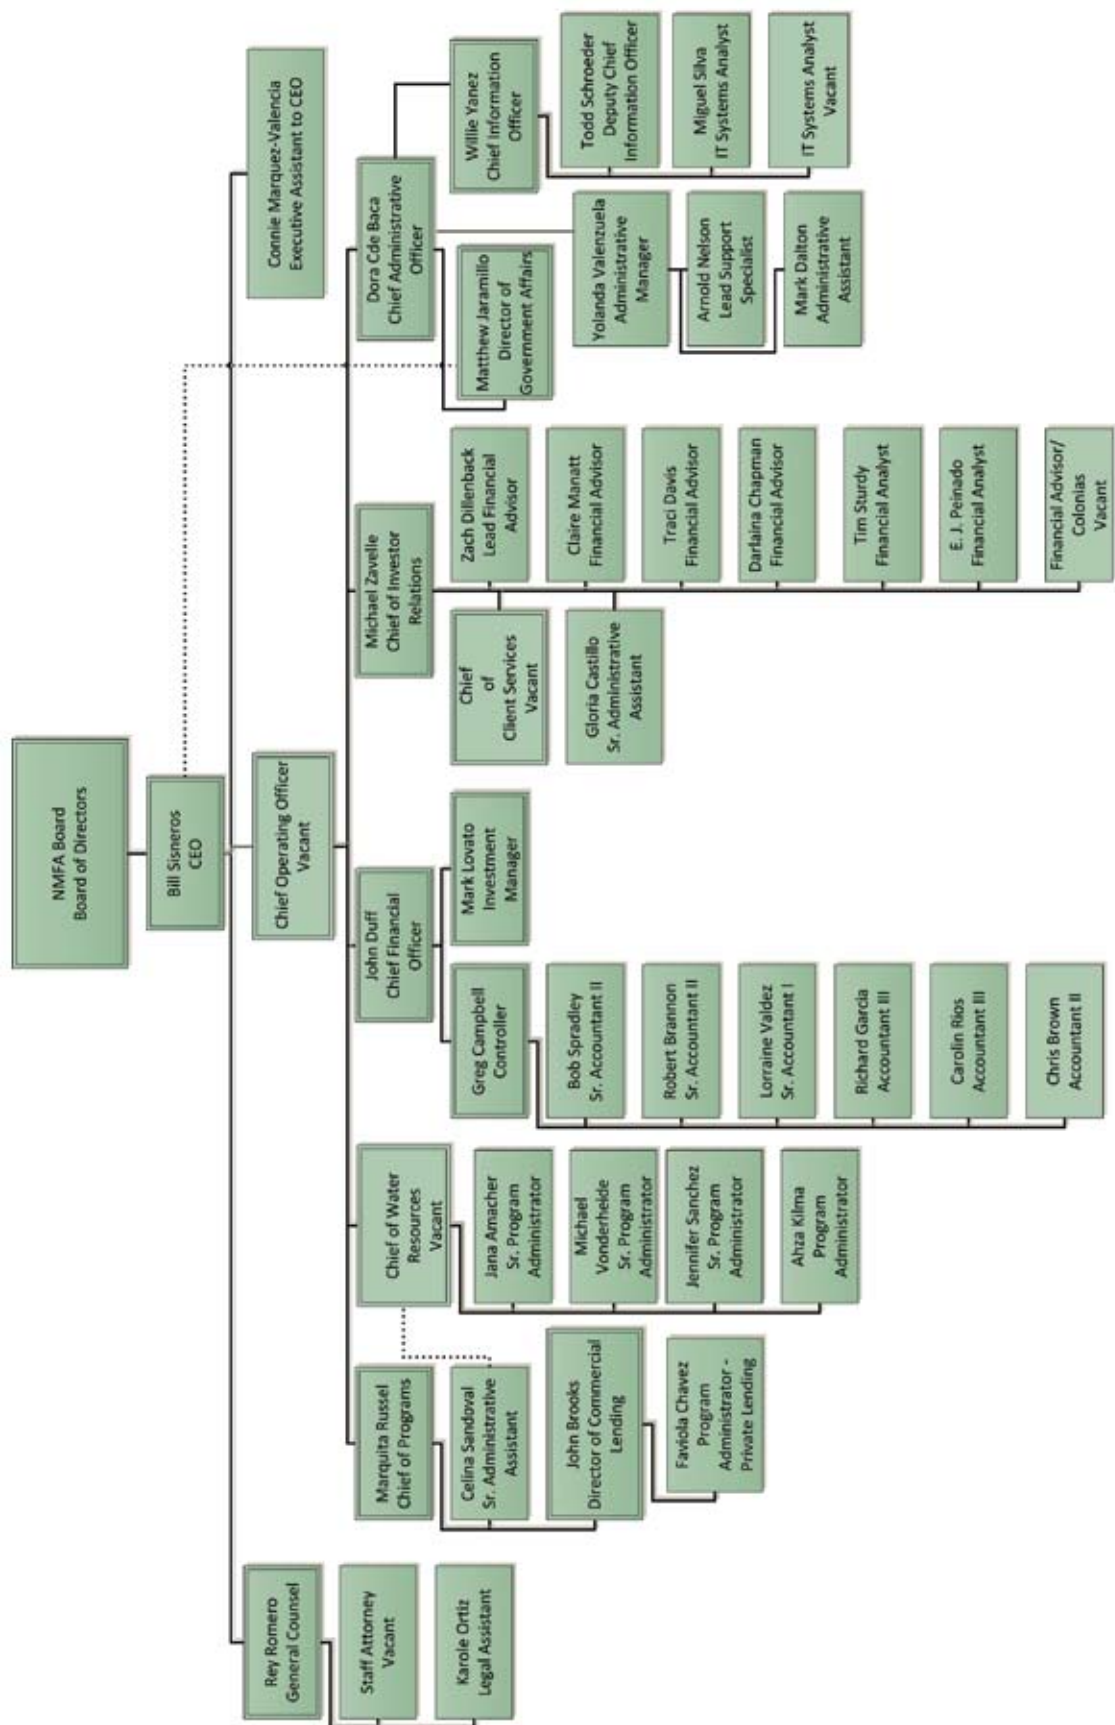 NMFA Board
Board of Directors
Bill Sisneros
CEO
Rey Romero
General Counsel
Staff Attorney
Vacant
Karole Ortiz
Legal Assistant
Connie Marquez-Valencia
Executive Assistant to CEO
Chief Operating Officer
Vacant
Marquita Russel
Chief of Programs
Celina Sandoval
Sr. Administrative
Assistant
John Brooks
Director of Commercial
Lending
Faviola Chavez
Program
Administrator -
Private Lending
Chief of Water
Resources
Vacant
Jana Amacher
Sr. Program
Administrator
Michael
Vonderheide
Sr. Program
Administrator
Jennifer Sanchez
Sr. Program
Administrator
Ahza Kilma
Program
Administrator
John Duff
Chief Financial
Officer
Greg Campbell
Controller
Bob Spradley
Sr. Accountant II
Robert Brannon
Sr. Accountant II
Lorraine Valdez
Sr. Accountant I
Richard Garcia
Accountant III
Carolin Rios
Accountant III
Chris Brown
Accountant II
Mark Lovato
Investment
Manager
Michael Zavelle
Chief of Investor
Relations
Chief
of
Client Services
Vacant
Gloria Castillo
Sr. Administrative
Assistant
Zach Dillenback
Lead Financial
Advisor
Claire Manatt
Financial Advisor
Traci Davis
Financial Advisor
Darlaina Chapman
Financial Advisor
Tim Sturdy
Financial Analyst
E. J. Peinado
Financial Analyst
Financial Advisor/
Colonias
Vacant
Dora Cde Baca
Chief Administrative
Officer
Matthew Jaramillo
Director of
Government Affairs
Yolanda Valenzuela
Administrative
Manager
Arnold Nelson
Lead Support
Specialist
Mark Dalton
Administrative
Assistant
Willie Yanez
Chief Information
Officer
Todd Schroeder
Deputy Chief
Information Officer
Miguel Silva
IT Systems Analyst
IT Systems Analyst
Vacant